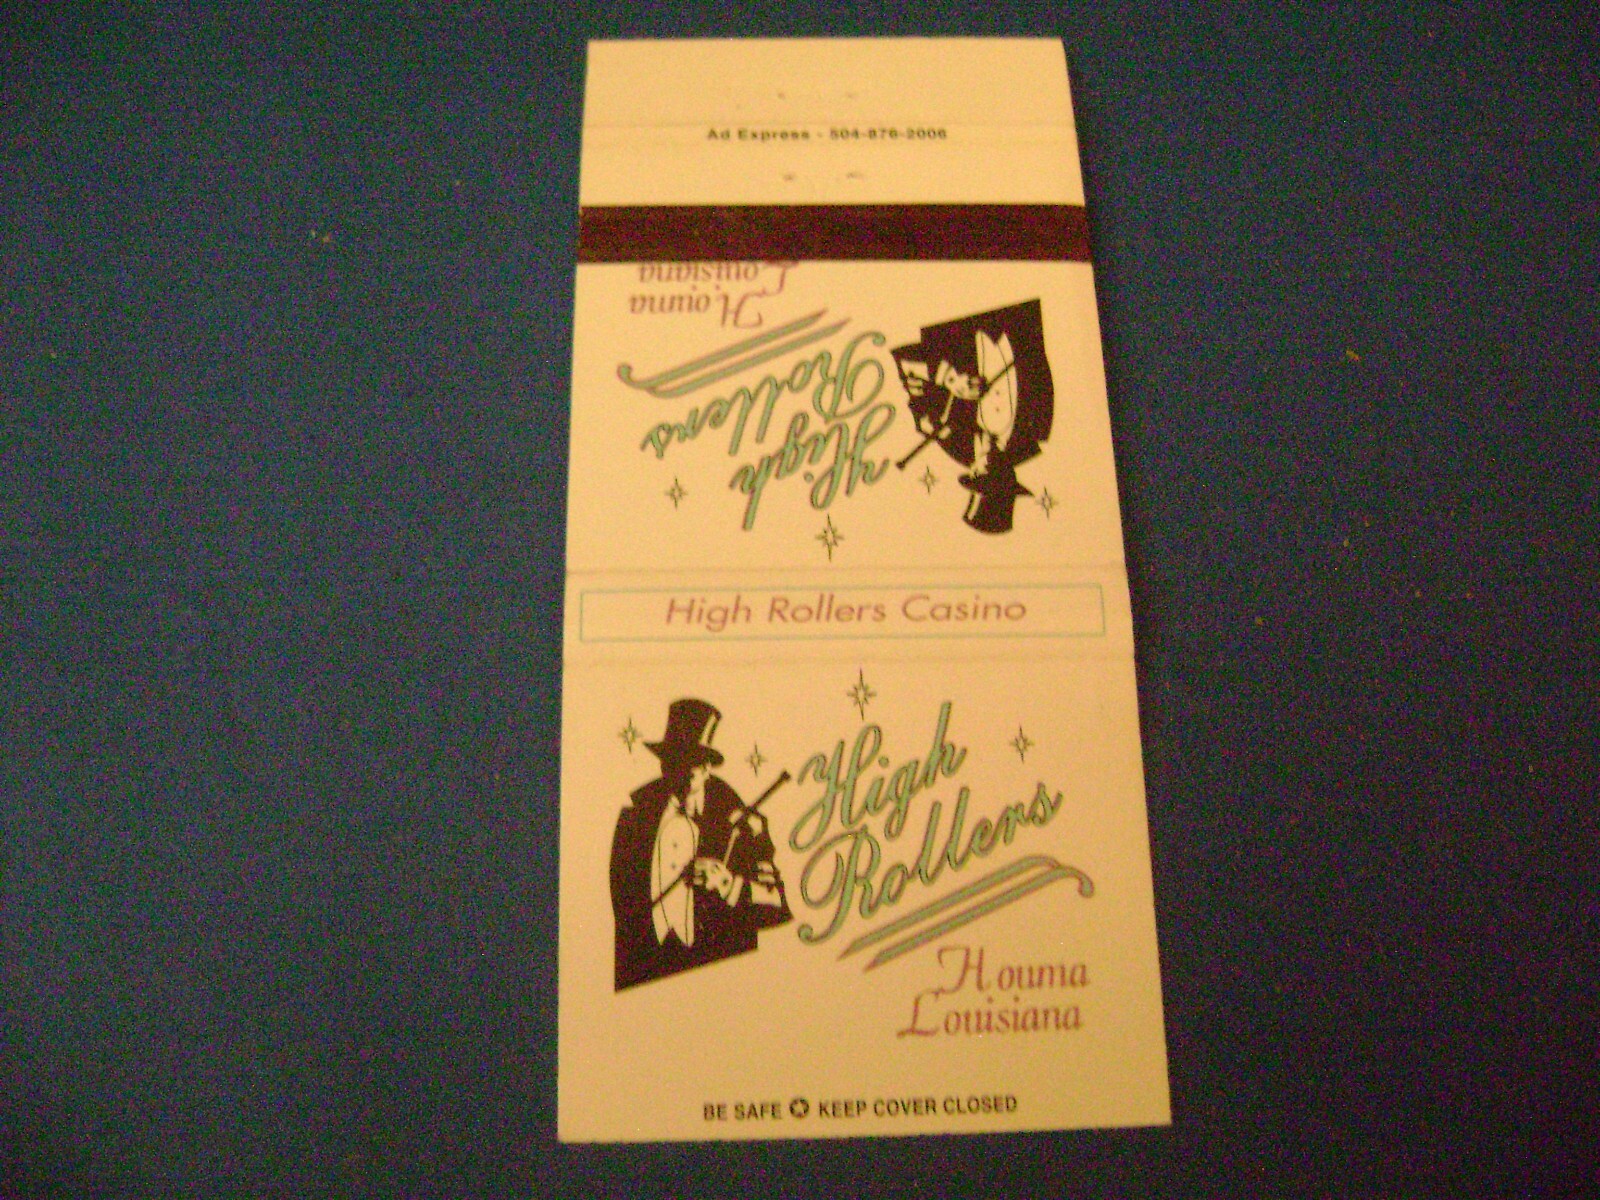 Ad Express - 504-876-2006
Louisiana
Houma
Rollers
High
High Rollers Casino
High
Rollers
Houma
Louisiana
BE SAFE ✪ KEEP COVER CLOSED